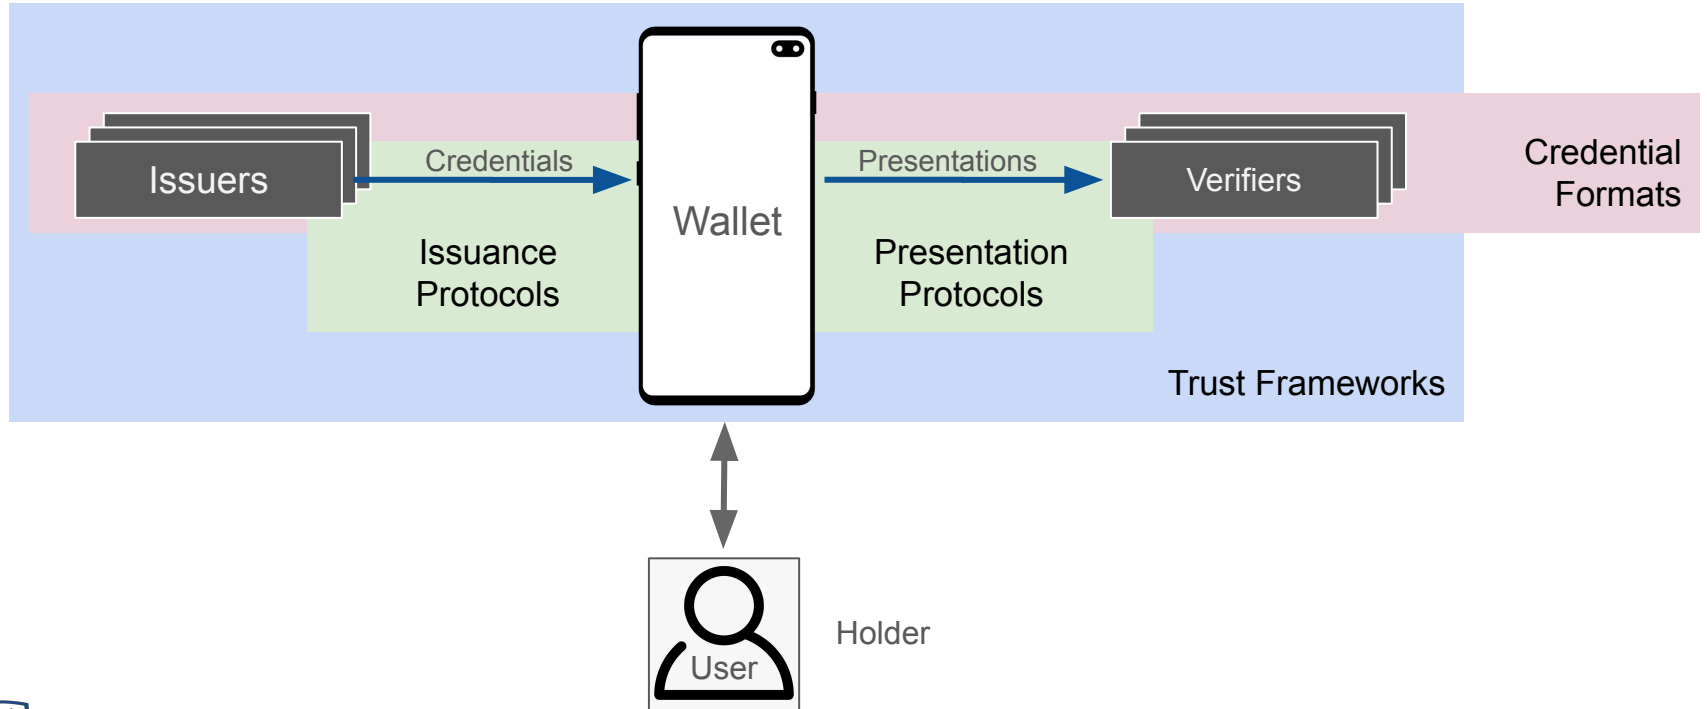 Issuers
Credentials
Issuance
Protocols
Wallet
Presentations
Presentation
Protocols
Verifiers
Credential
Formats
Trust Frameworks
User
Holder